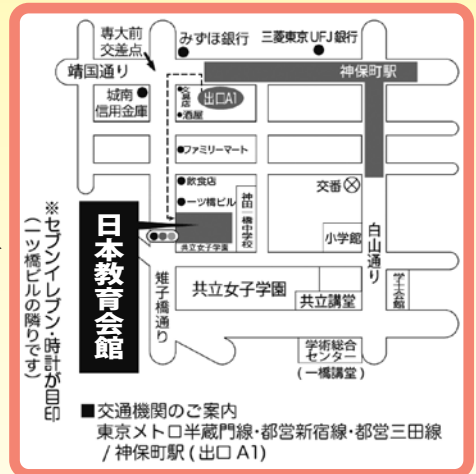 専大前
交差点
みずほ銀行
三菱東京UFJ銀行
靖国通り
神保町駅
城南
信用金庫
文具店
出口A1
酒屋
ファミリーマート
飲食店
一ツ橋ビル
神田一橋中学校
交番
白山通り
小学館
共立女子学園
日本教育会館
雉子橋通り
共立女子学園
共立講堂
学士会館
学術総合
センター
(一橋講堂)
※セブンイレブン・時計が目印
(一ツ橋ビルの隣りです)
■交通機関のご案内
東京メトロ半蔵門線・都営新宿線・都営三田線
/ 神保町駅 (出口 A1)